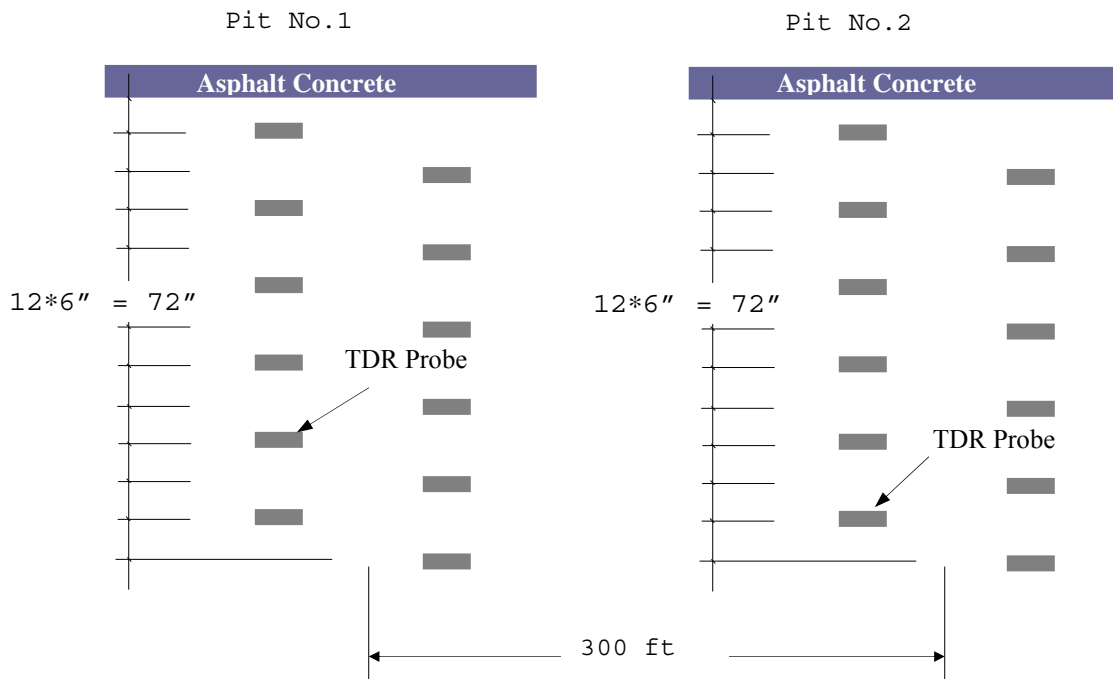 Pit No.1
Pit No.2
Asphalt Concrete
Asphalt Concrete
12*6″ = 72″
12*6″ = 72″
TDR Probe
TDR Probe
300 ft